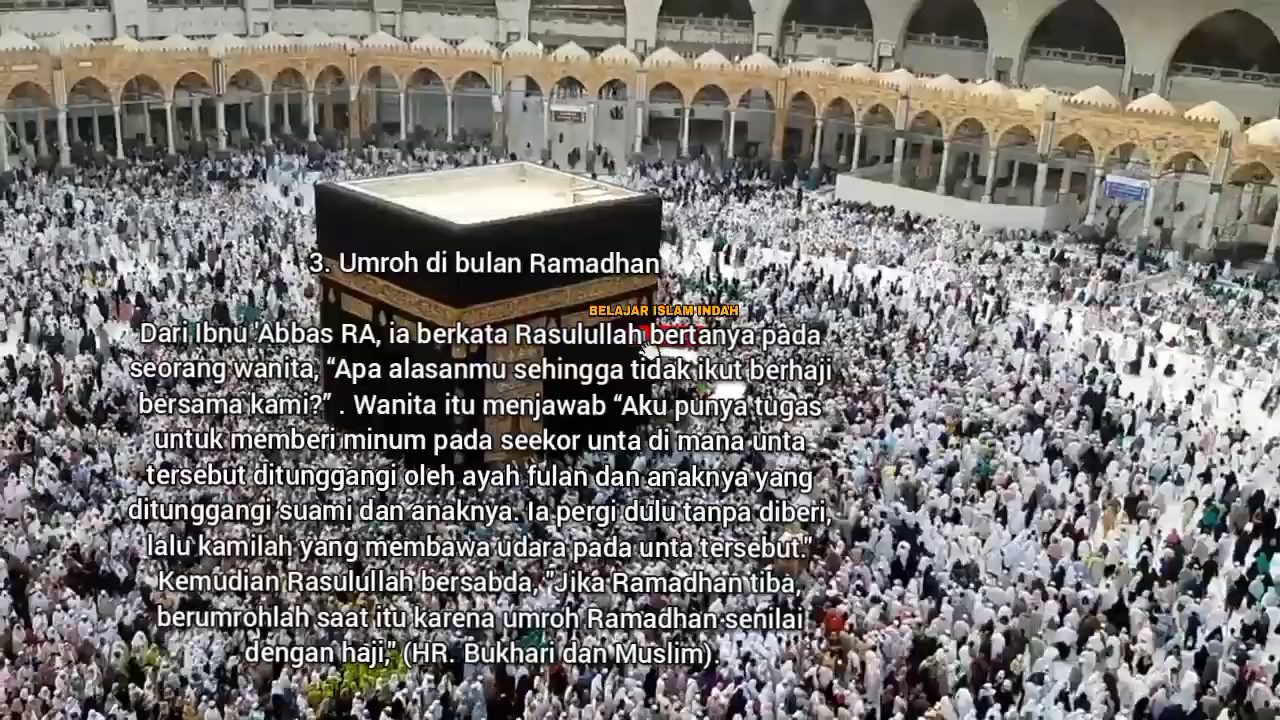 3. Umroh di bulan Ramadhan
BELAJAR ISLAM INDAH
Dari Ibnu 'Abbas RA, ia berkata Rasulullah bertanya pada
seorang wanita, “Apa alasanmu sehingga tidak ikut berhaji
bersama kami?” . Wanita itu menjawab “Aku punya tugas
untuk memberi minum pada seekor unta di mana unta
tersebut ditunggangi oleh ayah fulan dan anaknya yang
ditunggangi suami dan anaknya. Ia pergi dulu tanpa diberi,
lalu kamilah yang membawa udara pada unta tersebut."
Kemudian Rasulullah bersabda, "Jika Ramadhan tiba,
berumrohlah saat itu karena umroh Ramadhan senilai
dengan haji," (HR. Bukhari dan Muslim).